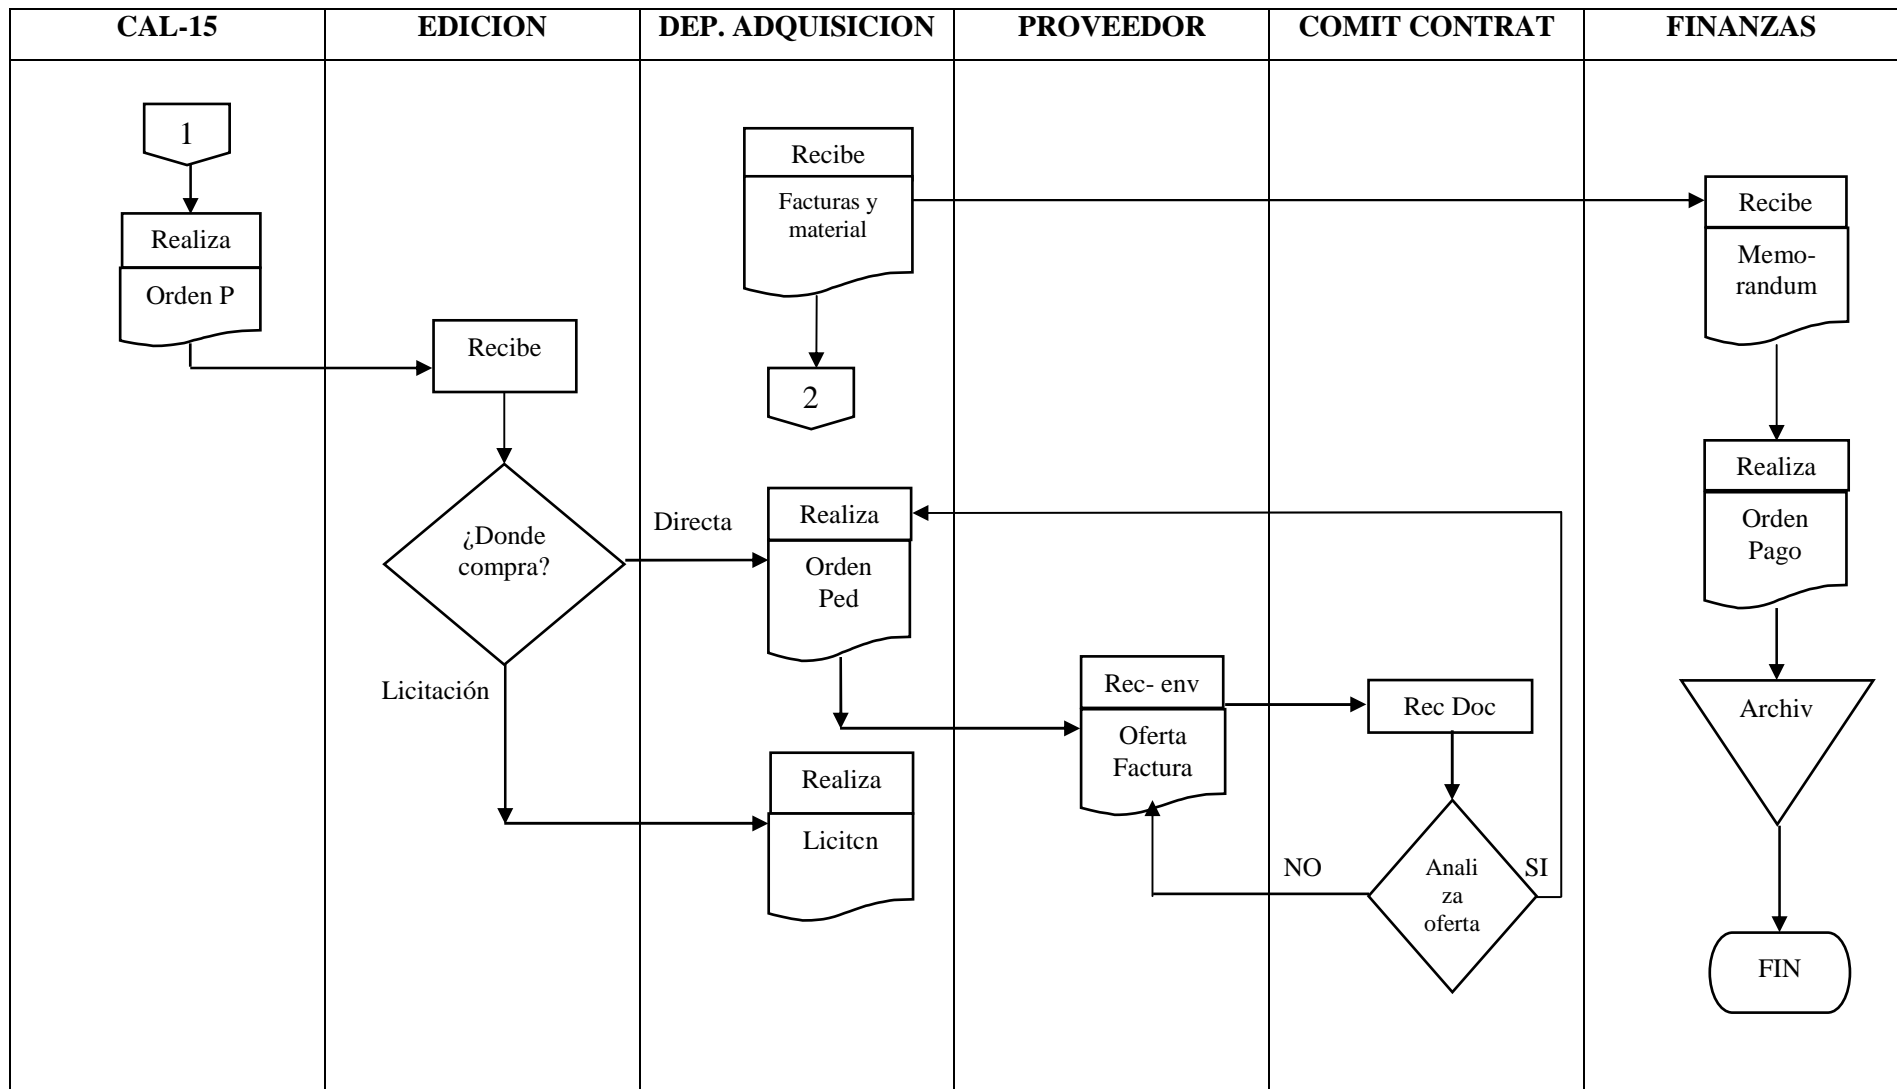 CAL-15
EDICION
DEP. ADQUISICION
PROVEEDOR
COMIT CONTRAT
FINANZAS
1
Realiza
Orden P
Recibe
¿Donde
compra?
Directa
Licitación
Recibe
Facturas y
material
2
Realiza
Orden
Ped
Realiza
Licitcn
Rec- env
Oferta
Factura
Rec Doc
Anali
za
oferta
NO
SI
Recibe
Memo-
randum
Realiza
Orden
Pago
Archiv
FIN